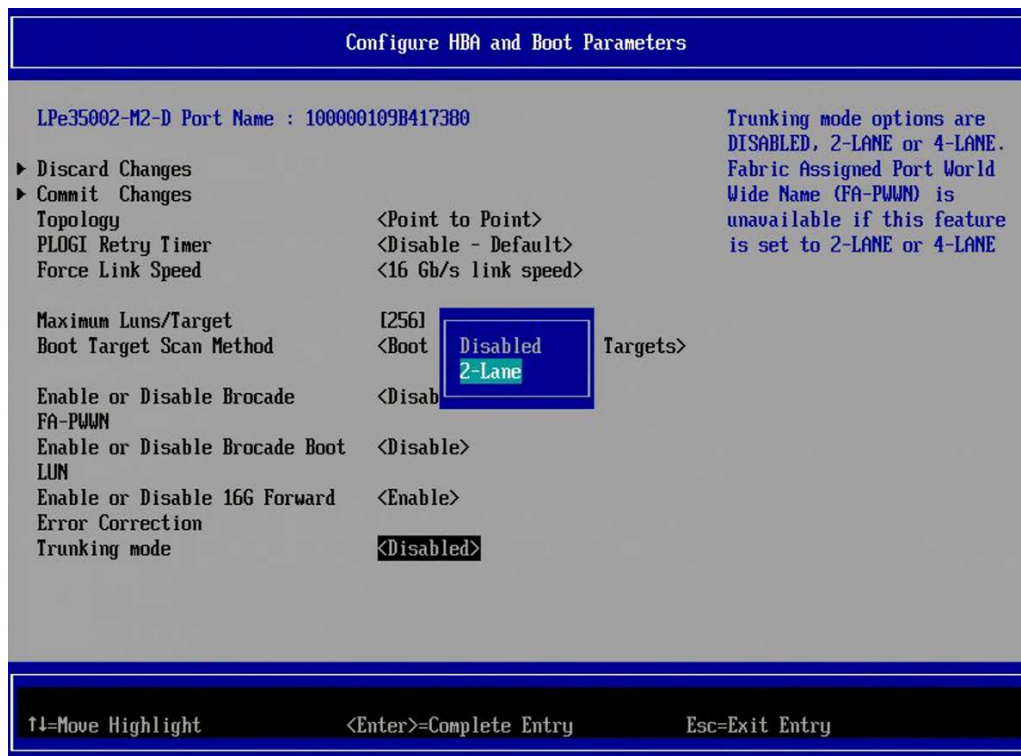 Configure HBA and Boot Parameters
LPe35002-M2-D Port Name : 100000109B417380
Discard Changes
Commit Changes
Topology <Point to Point>
PLOGI Retry Timer <Disable - Default>
Force Link Speed <16 Gb/s link speed>
Maximum Luns/Target [256]
Boot Target Scan Method <Boot Targets>
Enable or Disable Brocade <Disab
FA-PWWN
Enable or Disable Brocade Boot <Disable>
LUN
Enable or Disable 16G Forward <Enable>
Error Correction
Trunking mode <Disabled>
Disabled
2-Lane
Trunking mode options are
DISABLED, 2-LANE or 4-LANE.
Fabric Assigned Port World
Wide Name (FA-PWWN) is
unavailable if this feature
is set to 2-LANE or 4-LANE
↑↓=Move Highlight <Enter>=Complete Entry Esc=Exit Entry